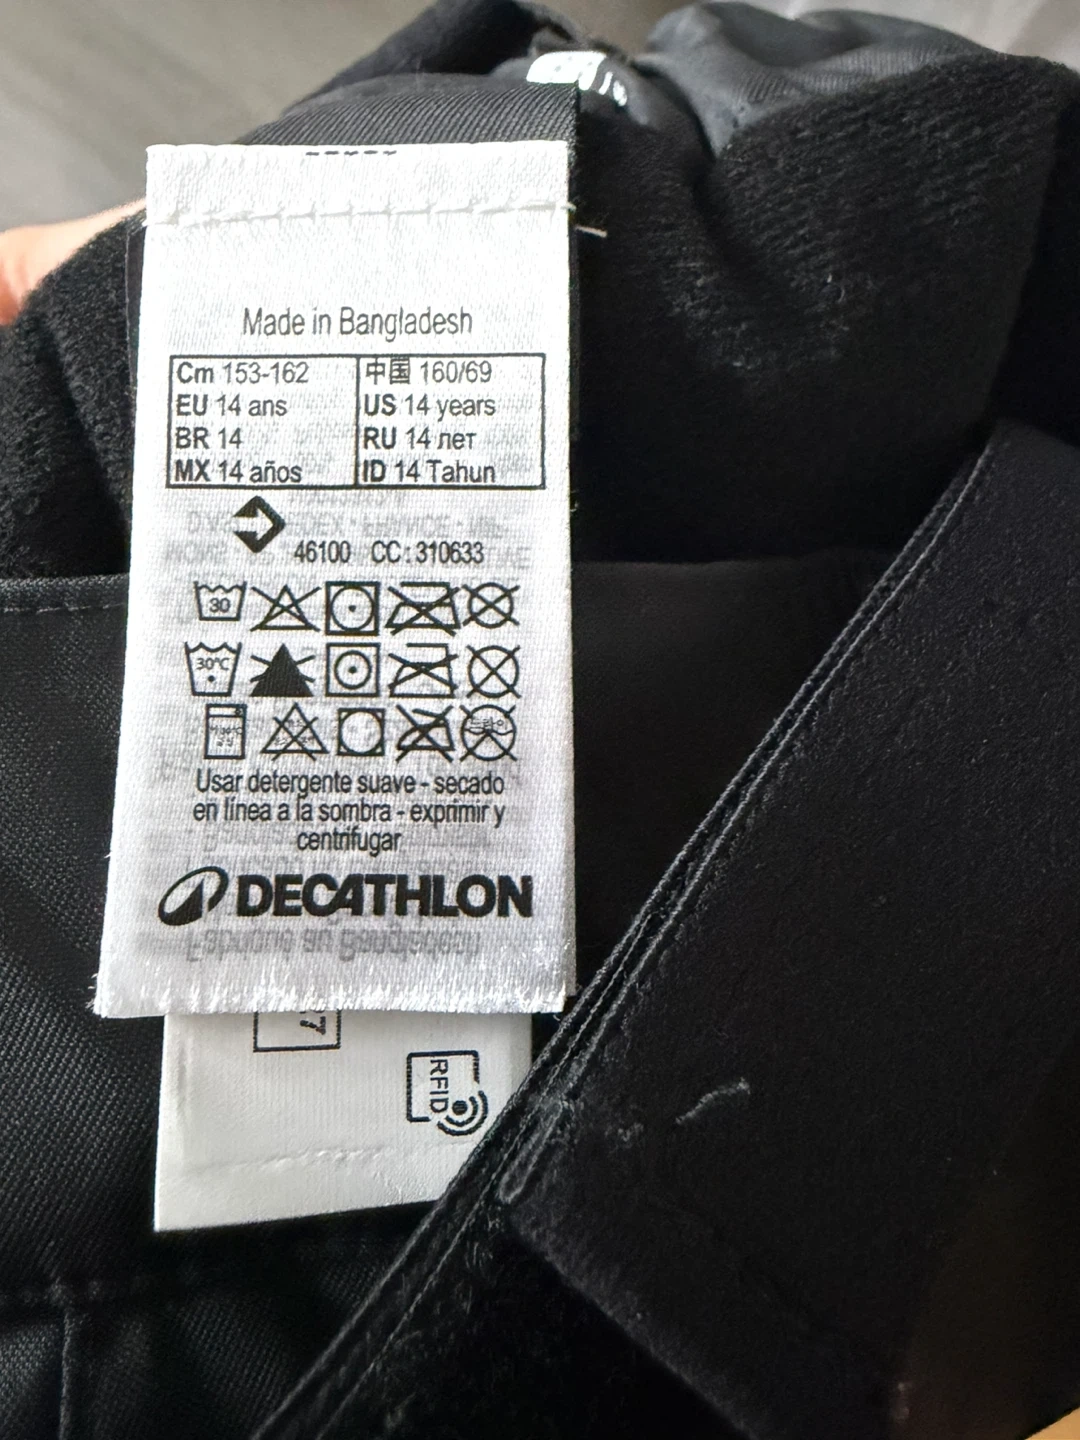 Made in Bangladesh
Cm 153-162 中国 160/69
EU 14 ans US 14 years
BR 14 RU 14 лет
MX 14 años ID 14 Tahun
46100 CC : 310633
30
30°C
Usar detergente suave - secado
en línea a la sombra - exprimir y
centrifugar
DECATHLON
RFID